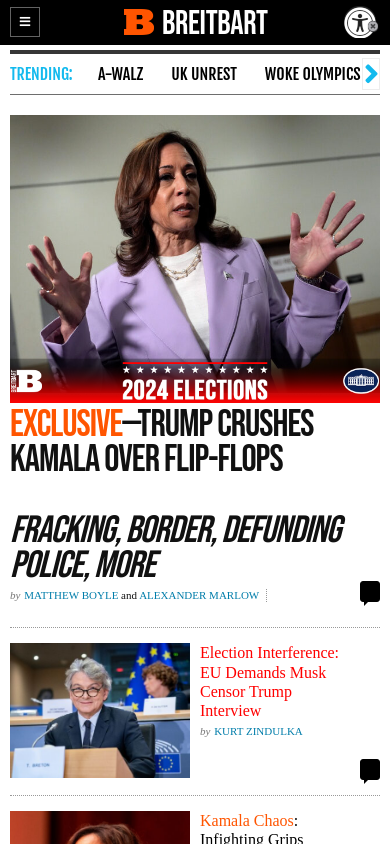 BREITBART
TRENDING: A-WALZ UK UNREST WOKE OLYMPICS
BREITBART B
2024 ELECTIONS
EXCLUSIVE—TRUMP CRUSHES
KAMALA OVER FLIP-FLOPS
FRACKING, BORDER, DEFUNDING
POLICE, MORE
by MATTHEW BOYLE and ALEXANDER MARLOW
T. BRETON
Election Interference:
EU Demands Musk
Censor Trump
Interview
by KURT ZINDULKA
Kamala Chaos:
Infighting Grips